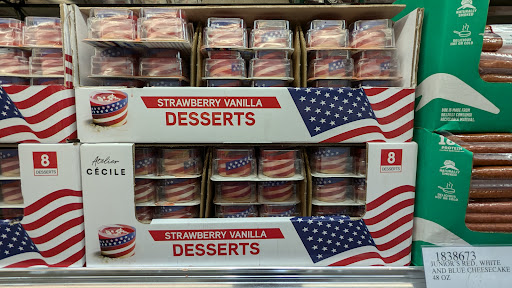 STRAWBERRY VANILLA
DESSERTS
8
DESSERTS
Atelier
CÉCILE
STRAWBERRY VANILLA
DESSERTS
8
DESSERTS
1838673
JUNIOR'S RED, WHITE
AND BLUE CHEESECAKE
48 OZ